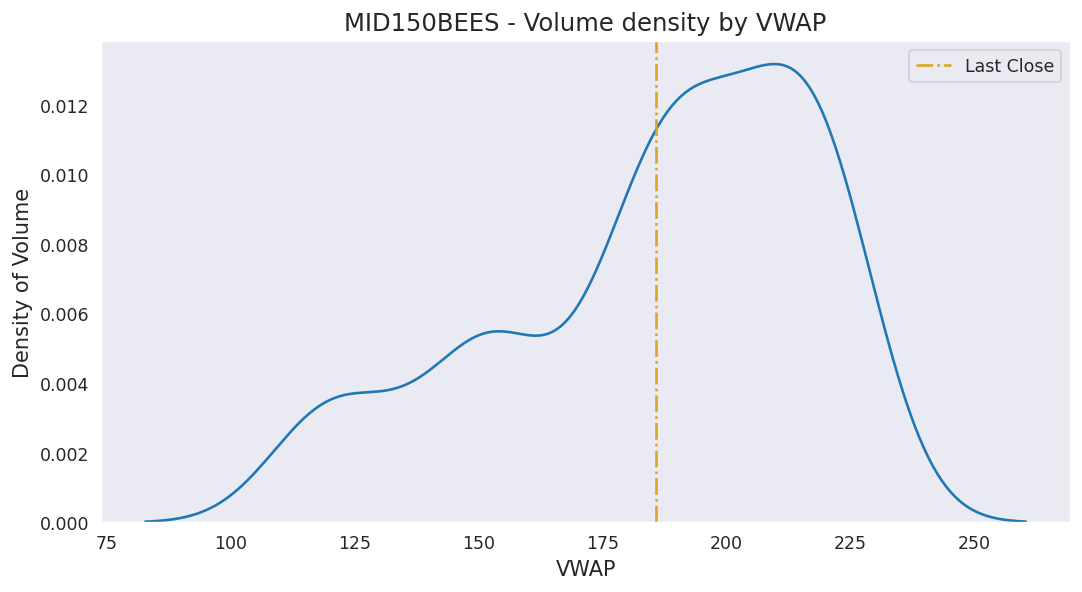 MID150BEES - Volume density by VWAP
Last Close
Density of Volume
0.012
0.010
0.008
0.006
0.004
0.002
0.000
75 100 125 150 175 200 225 250
VWAP